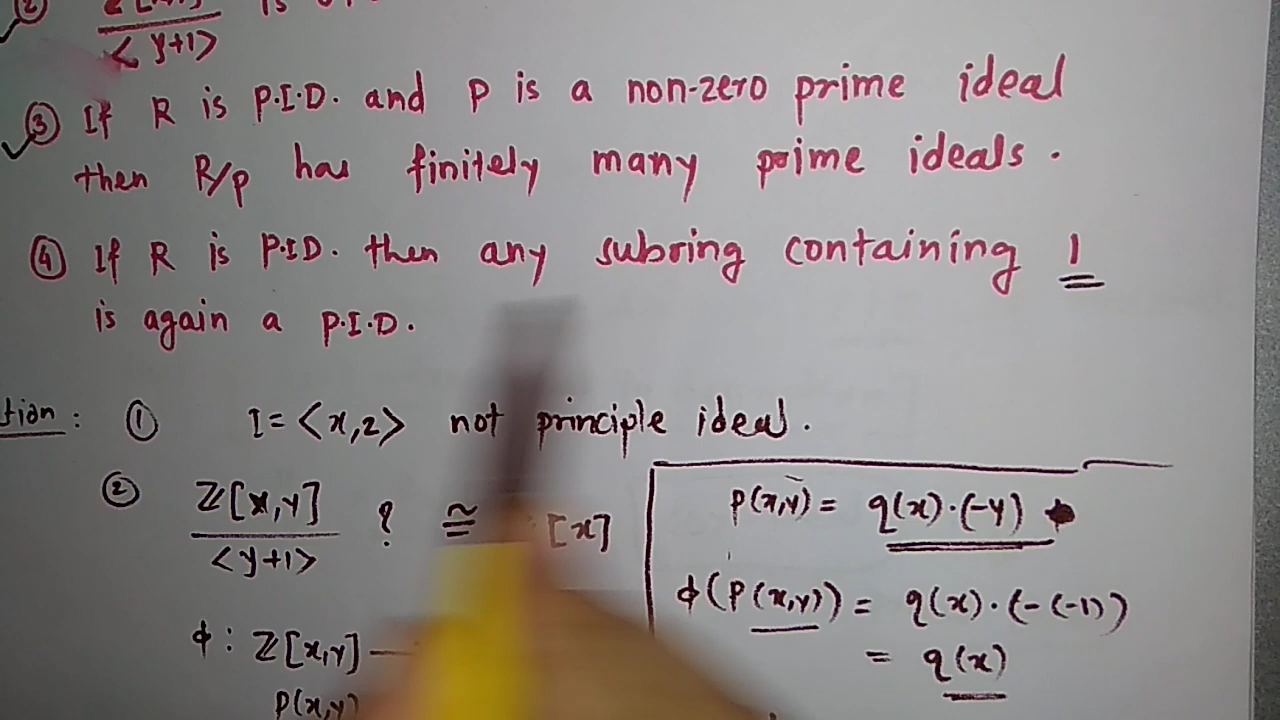 ②
<y+1>
③ If R is P.I.D. and P is a non-zero prime ideal
then R/p has finitely many prime ideals.
④ If R is P.I.D. then any subring containing 1
is again a P.I.D.
tion: ① I = <x,2> not principle ideal.
② Z[x,y] / <y+1> ? ≅ [x]
φ: Z[x,y] —
P(x,y)
P(x,y) = q(x)·(-y)
φ(P(x,y)) = q(x)·(-(-1))
= q(x)